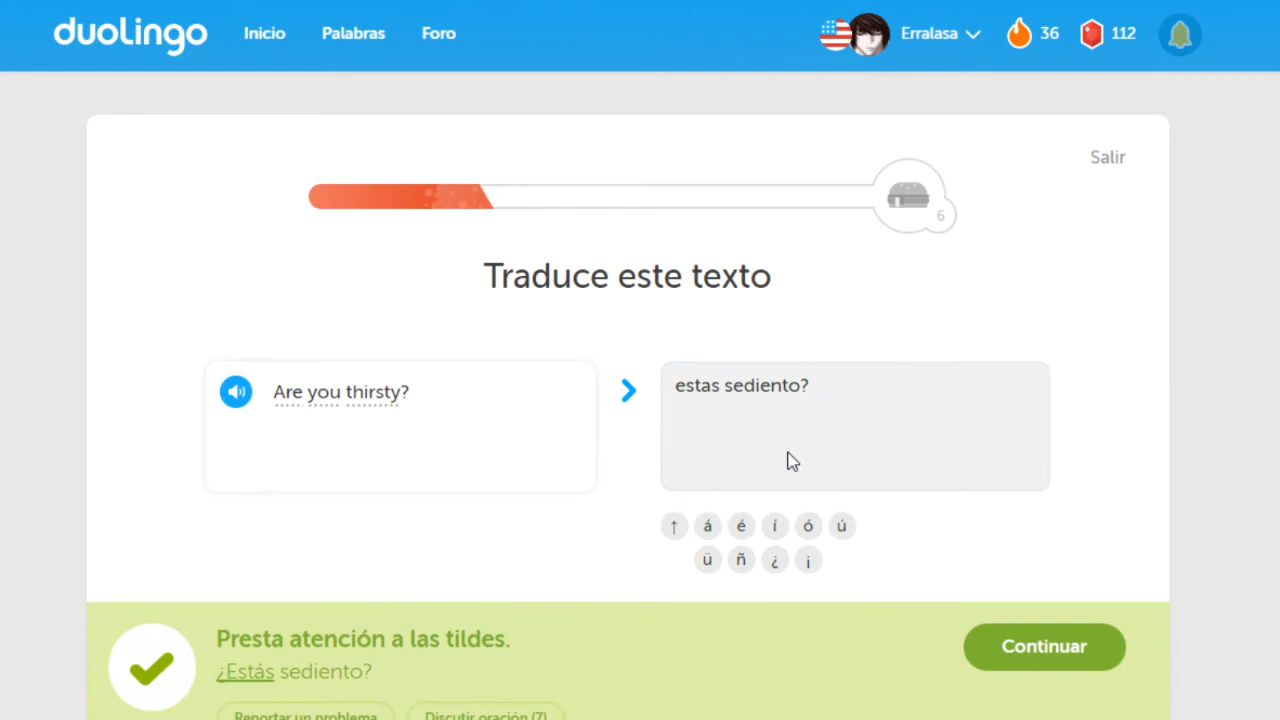 duolingo Inicio Palabras Foro Erralasa 36 112
Salir
6
Traduce este texto
Are you thirsty?
estas sediento?
↑ á é í ó ú
ü ñ ¿ ¡
Presta atención a las tildes.
¿Estás sediento?
Continuar
Reportar un problema Discutir oración (7)